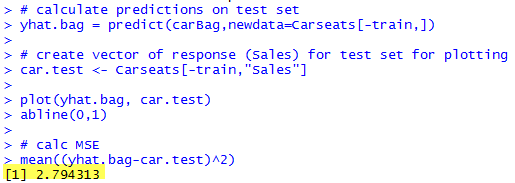 > # calculate predictions on test set
> yhat.bag = predict(carBag,newdata=Carseats[-train,])
>
> # create vector of response (Sales) for test set for plotting
> car.test <- Carseats[-train,"Sales"]
>
> plot(yhat.bag, car.test)
> abline(0,1)
>
> # calc MSE
> mean((yhat.bag-car.test)^2)
[1] 2.794313